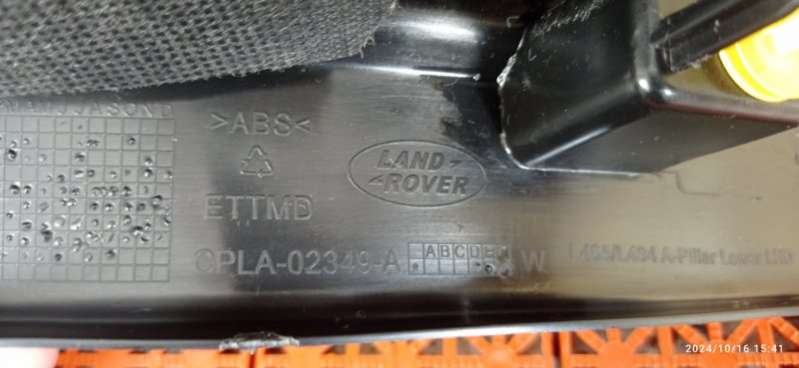 >ABS<
LAND
ROVER
ETTMD
CPLA-02349-A ABCDE W L405/L494 A-Pillar Lower LHD
2024/10/16 15:41